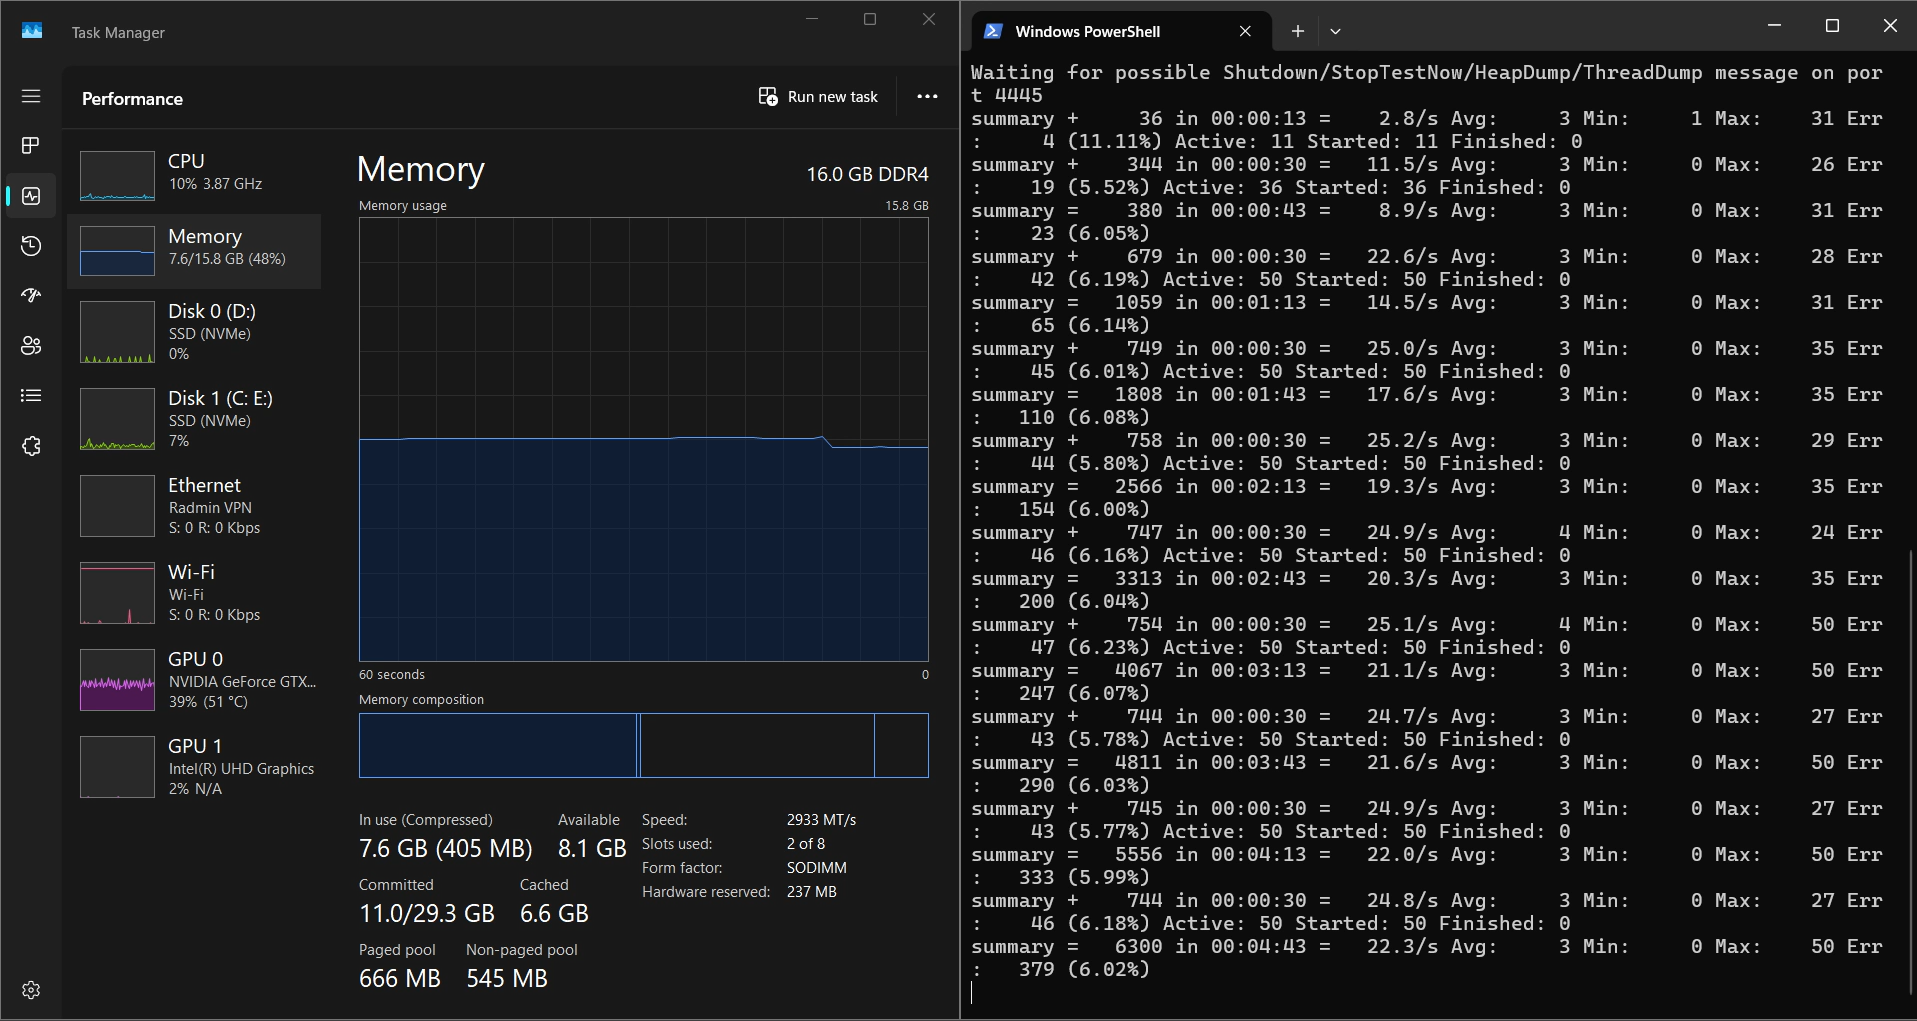 Task Manager
Performance
Run new task
CPU
10% 3.87 GHz
Memory
7.6/15.8 GB (48%)
Disk 0 (D:)
SSD (NVMe)
0%
Disk 1 (C: E:)
SSD (NVMe)
7%
Ethernet
Radmin VPN
S: 0 R: 0 Kbps
Wi-Fi
Wi-Fi
S: 0 R: 0 Kbps
GPU 0
NVIDIA GeForce GTX...
39% (51 °C)
GPU 1
Intel(R) UHD Graphics
2% N/A
Memory 16.0 GB DDR4
Memory usage 15.8 GB
60 seconds 0
Memory composition
In use (Compressed) Available
7.6 GB (405 MB) 8.1 GB
Committed Cached
11.0/29.3 GB 6.6 GB
Paged pool Non-paged pool
666 MB 545 MB
Speed: 2933 MT/s
Slots used: 2 of 8
Form factor: SODIMM
Hardware reserved: 237 MB
Windows PowerShell
Waiting for possible Shutdown/StopTestNow/HeapDump/ThreadDump message on por
t 4445
summary +     36 in 00:00:13 =    2.8/s Avg:     3 Min:     1 Max:    31 Err
:     4 (11.11%) Active: 11 Started: 11 Finished: 0
summary +    344 in 00:00:30 =   11.5/s Avg:     3 Min:     0 Max:    26 Err
:    19 (5.52%) Active: 36 Started: 36 Finished: 0
summary =    380 in 00:00:43 =    8.9/s Avg:     3 Min:     0 Max:    31 Err
:    23 (6.05%)
summary +    679 in 00:00:30 =   22.6/s Avg:     3 Min:     0 Max:    28 Err
:    42 (6.19%) Active: 50 Started: 50 Finished: 0
summary =   1059 in 00:01:13 =   14.5/s Avg:     3 Min:     0 Max:    31 Err
:    65 (6.14%)
summary +    749 in 00:00:30 =   25.0/s Avg:     3 Min:     0 Max:    35 Err
:    45 (6.01%) Active: 50 Started: 50 Finished: 0
summary =   1808 in 00:01:43 =   17.6/s Avg:     3 Min:     0 Max:    35 Err
:   110 (6.08%)
summary +    758 in 00:00:30 =   25.2/s Avg:     3 Min:     0 Max:    29 Err
:    44 (5.80%) Active: 50 Started: 50 Finished: 0
summary =   2566 in 00:02:13 =   19.3/s Avg:     3 Min:     0 Max:    35 Err
:   154 (6.00%)
summary +    747 in 00:00:30 =   24.9/s Avg:     4 Min:     0 Max:    24 Err
:    46 (6.16%) Active: 50 Started: 50 Finished: 0
summary =   3313 in 00:02:43 =   20.3/s Avg:     3 Min:     0 Max:    35 Err
:   200 (6.04%)
summary +    754 in 00:00:30 =   25.1/s Avg:     4 Min:     0 Max:    50 Err
:    47 (6.23%) Active: 50 Started: 50 Finished: 0
summary =   4067 in 00:03:13 =   21.1/s Avg:     3 Min:     0 Max:    50 Err
:   247 (6.07%)
summary +    744 in 00:00:30 =   24.7/s Avg:     3 Min:     0 Max:    27 Err
:    43 (5.78%) Active: 50 Started: 50 Finished: 0
summary =   4811 in 00:03:43 =   21.6/s Avg:     3 Min:     0 Max:    50 Err
:   290 (6.03%)
summary +    745 in 00:00:30 =   24.9/s Avg:     3 Min:     0 Max:    27 Err
:    43 (5.77%) Active: 50 Started: 50 Finished: 0
summary =   5556 in 00:04:13 =   22.0/s Avg:     3 Min:     0 Max:    50 Err
:   333 (5.99%)
summary +    744 in 00:00:30 =   24.8/s Avg:     3 Min:     0 Max:    27 Err
:    46 (6.18%) Active: 50 Started: 50 Finished: 0
summary =   6300 in 00:04:43 =   22.3/s Avg:     3 Min:     0 Max:    50 Err
:   379 (6.02%)